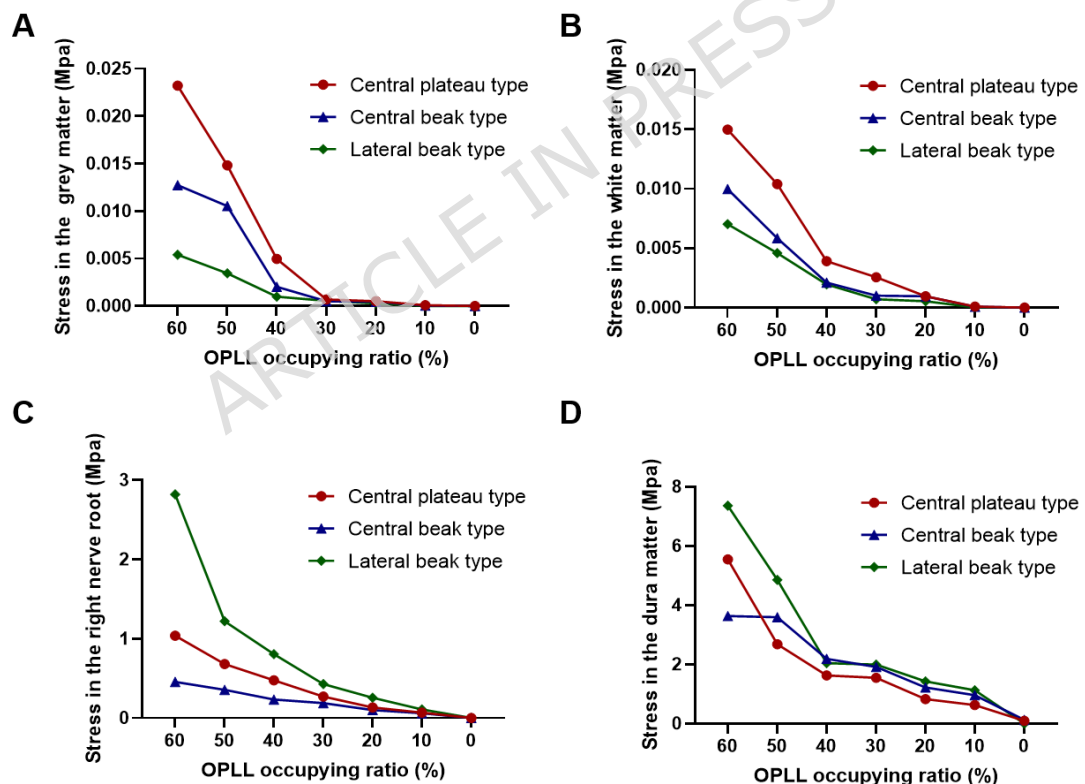 A
Stress in the grey matter (Mpa)
0.025
0.020
0.015
0.010
0.005
0.000
60 50 40 30 20 10 0
OPLL occupying ratio (%)
Central plateau type
Central beak type
Lateral beak type
B
Stress in the white matter (Mpa)
0.020
0.015
0.010
0.005
0.000
60 50 40 30 20 10 0
OPLL occupying ratio (%)
Central plateau type
Central beak type
Lateral beak type
ARTICLE IN PRESS
C
Stress in the right nerve root (Mpa)
3
2
1
0
60 50 40 30 20 10 0
OPLL occupying ratio (%)
Central plateau type
Central beak type
Lateral beak type
D
Stress in the dura matter (Mpa)
8
6
4
2
0
60 50 40 30 20 10 0
OPLL occupying ratio (%)
Central plateau type
Central beak type
Lateral beak type